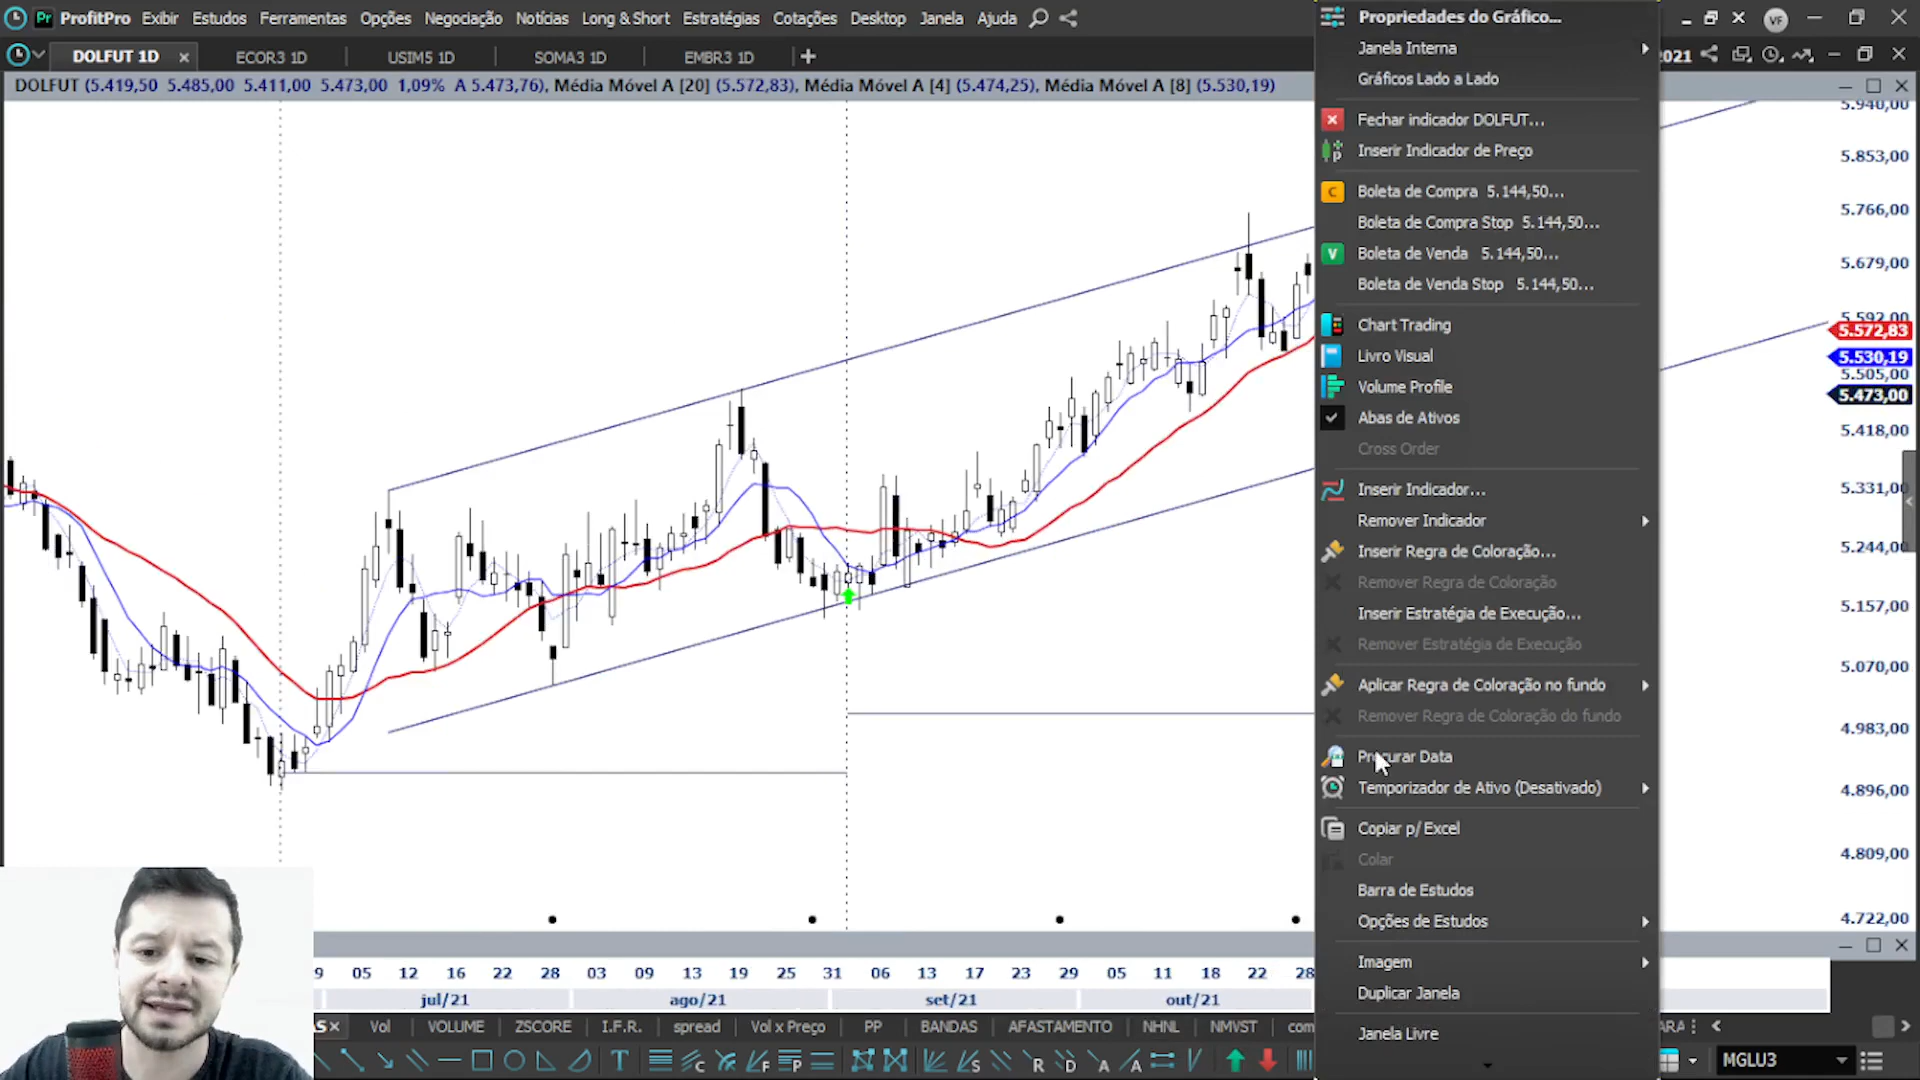 Pr ProfitPro Exibir Estudos Ferramentas Opções Negociação Notícias Long & Short Estratégias Cotações Desktop Janela Ajuda
VF
DOLFUT 1D × ECOR3 1D USIM5 1D SOMA3 1D EMBR3 1D +
2021
DOLFUT (5.419,50 5.485,00 5.411,00 5.473,00 1,09% A 5.473,76), Média Móvel A [20] (5.572,83), Média Móvel A [4] (5.474,25), Média Móvel A [8] (5.530,19)
Propriedades do Gráfico...
Janela Interna
Gráficos Lado a Lado
Fechar indicador DOLFUT...
Inserir Indicador de Preço
C Boleta de Compra 5.144,50...
Boleta de Compra Stop 5.144,50...
V Boleta de Venda 5.144,50...
Boleta de Venda Stop 5.144,50...
Chart Trading
Livro Visual
Volume Profile
Abas de Ativos
Cross Order
Inserir Indicador...
Remover Indicador
Inserir Regra de Coloração...
Remover Regra de Coloração
Inserir Estratégia de Execução...
Remover Estratégia de Execução
Aplicar Regra de Coloração no fundo
Remover Regra de Coloração do fundo
Procurar Data
Temporizador de Ativo (Desativado)
Copiar p/ Excel
Colar
Barra de Estudos
Opções de Estudos
Imagem
Duplicar Janela
Janela Livre
5.940,00
5.853,00
5.766,00
5.679,00
5.592,00
5.572,83
5.530,19
5.505,00
5.473,00
5.418,00
5.331,00
5.244,00
5.157,00
5.070,00
4.983,00
4.896,00
4.809,00
4.722,00
05 12 16 22 28 03 09 13 19 25 31 06 13 17 23 29 05 11 18 22 28
jul/21 ago/21 set/21 out/21
AS× Vol VOLUME ZSCORE I.F.R. spread Vol x Preço PP BANDAS AFASTAMENTO NHNL NMVST com
ARA
MGLU3